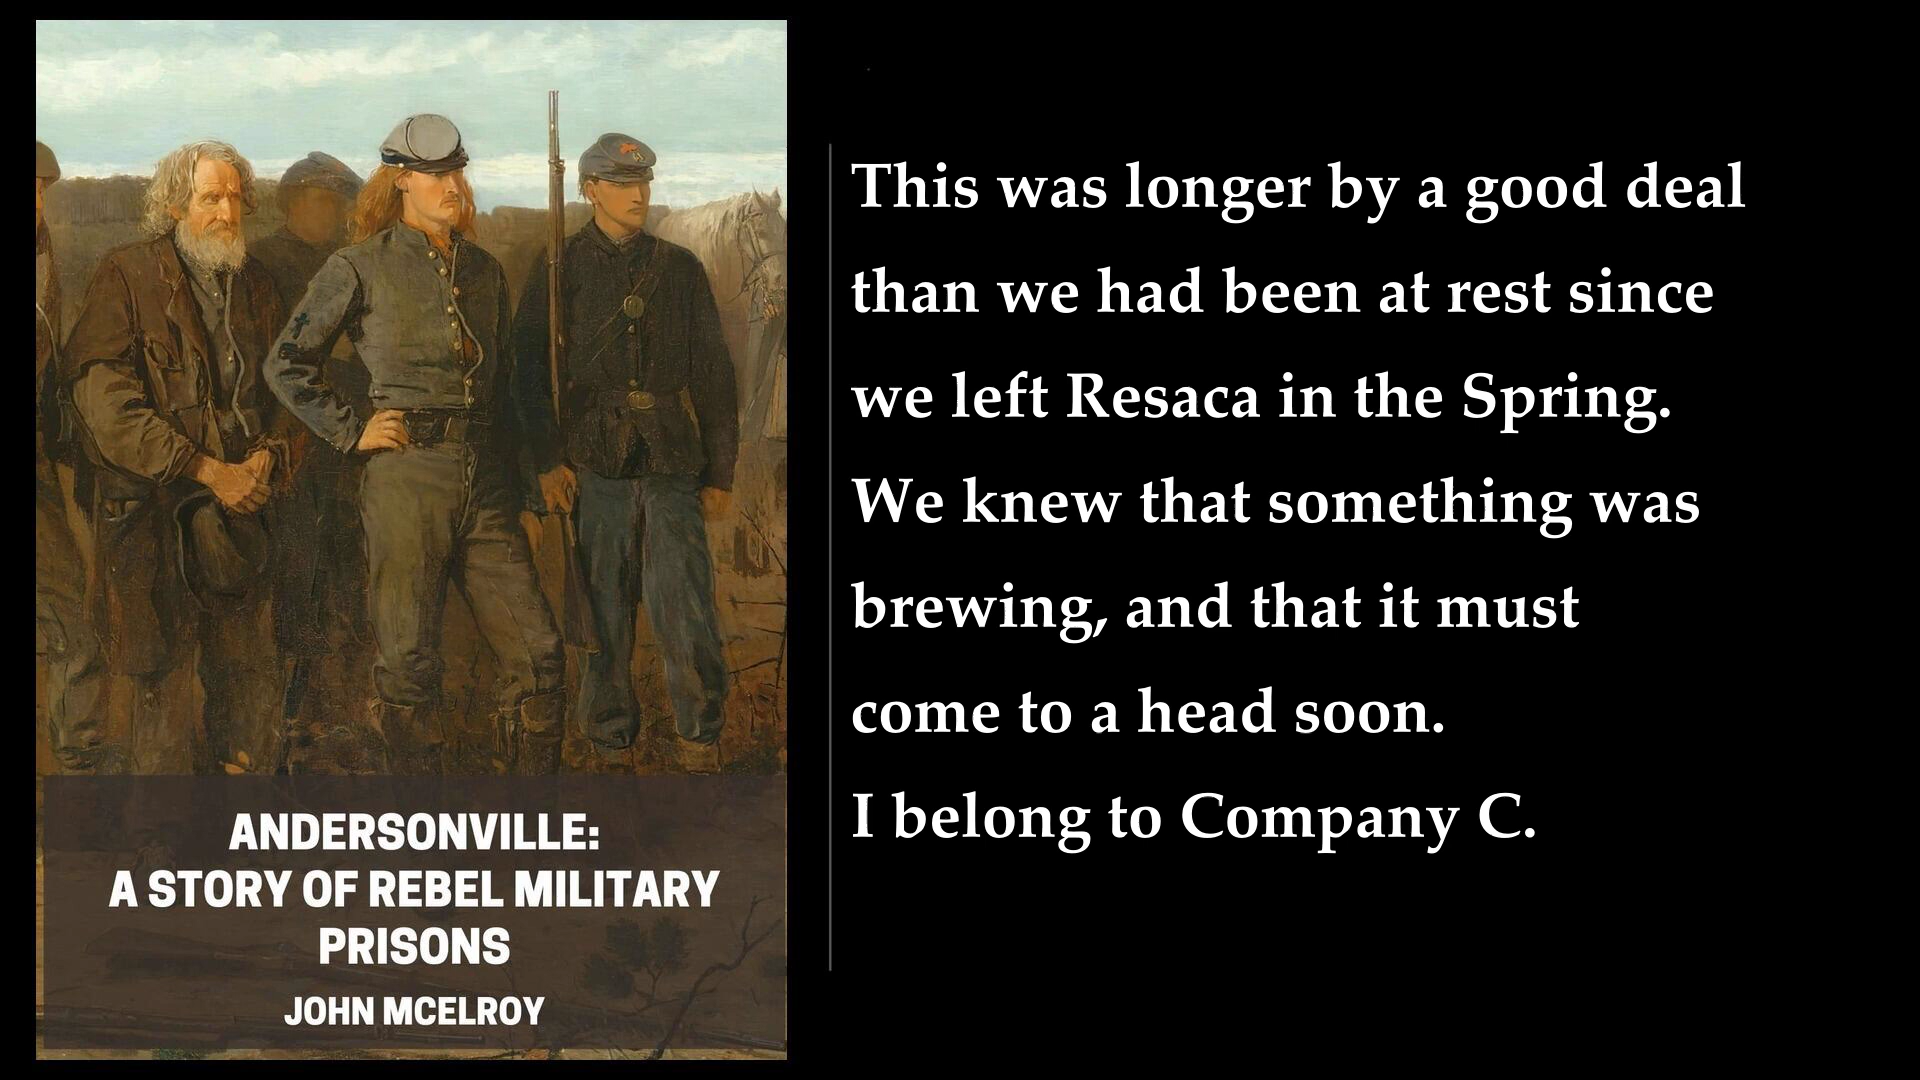 ANDERSONVILLE:
A STORY OF REBEL MILITARY
PRISONS
JOHN MCELROY
This was longer by a good deal
than we had been at rest since
we left Resaca in the Spring.
We knew that something was
brewing, and that it must
come to a head soon.
I belong to Company C.